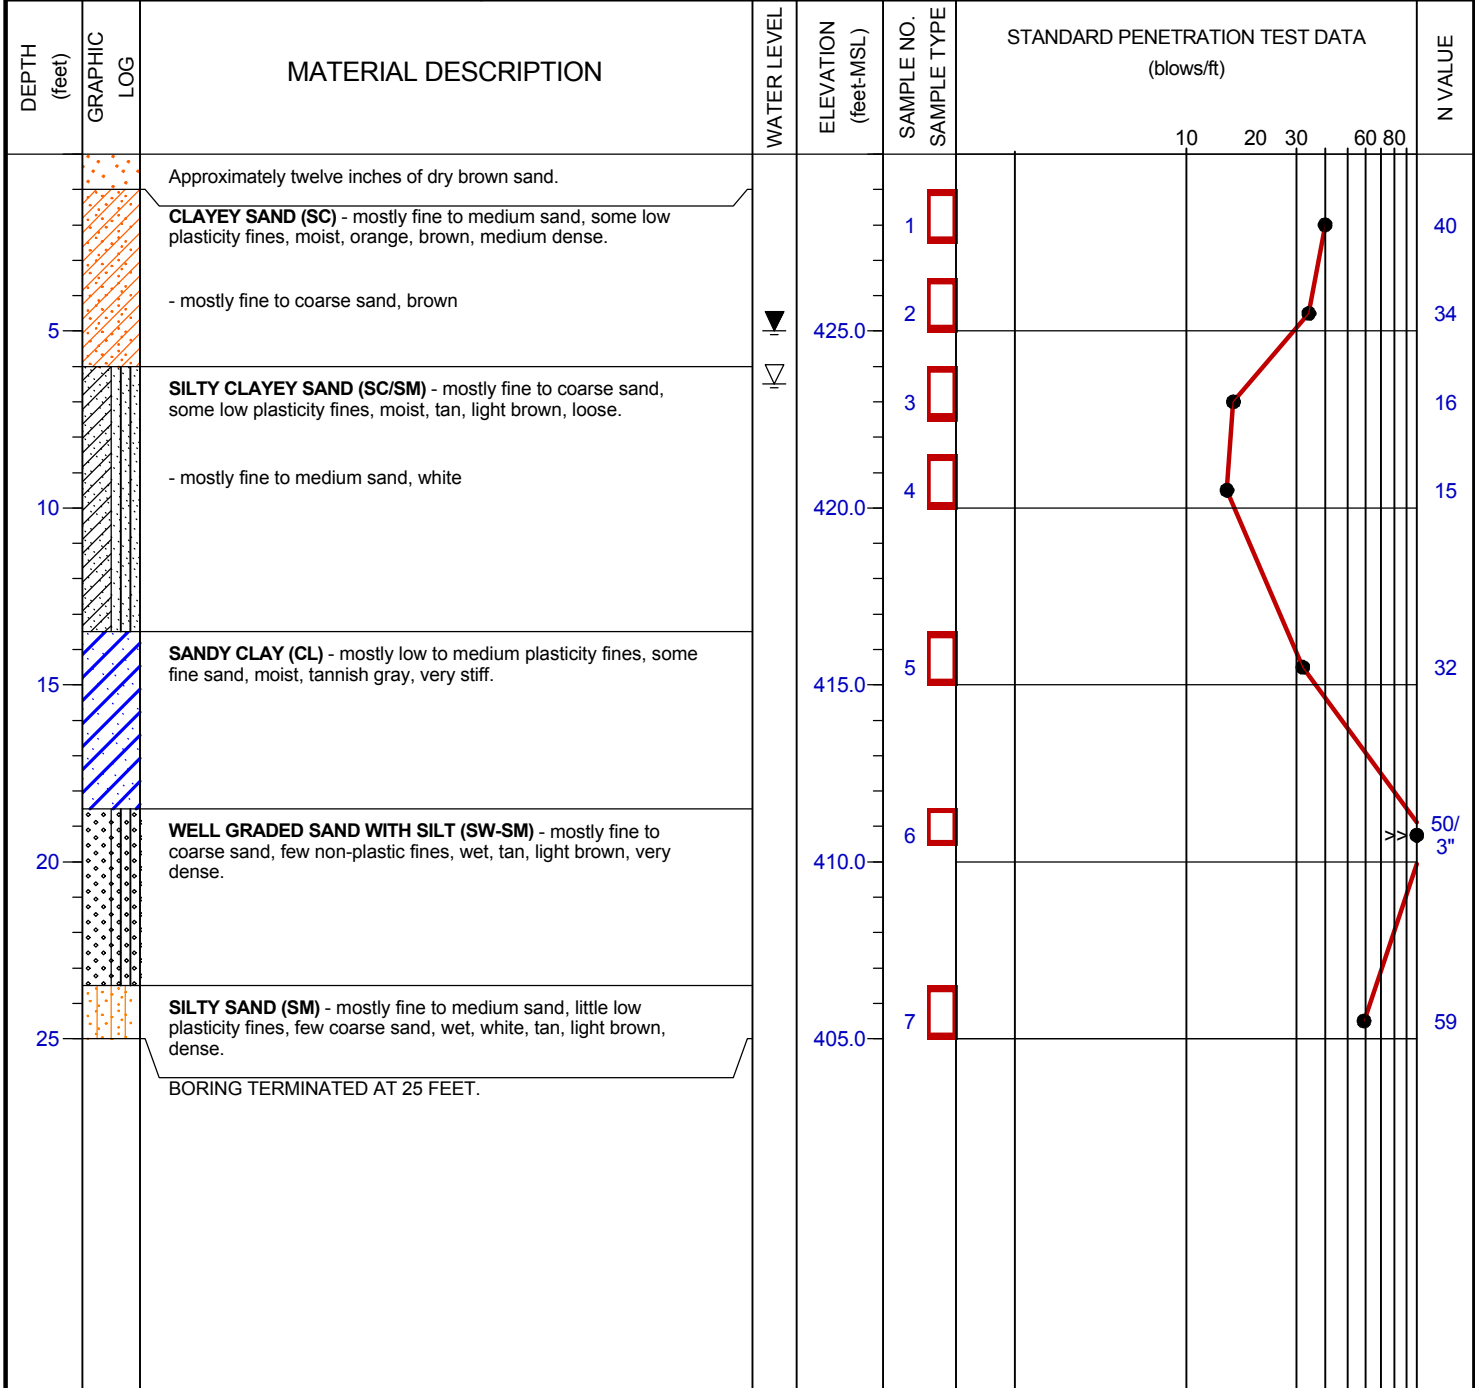 DEPTH
(feet)
GRAPHIC
LOG
MATERIAL DESCRIPTION
WATER LEVEL
ELEVATION
(feet-MSL)
SAMPLE NO.
SAMPLE TYPE
STANDARD PENETRATION TEST DATA
(blows/ft)
N VALUE
10 20 30 60 80
Approximately twelve inches of dry brown sand.
CLAYEY SAND (SC) - mostly fine to medium sand, some low
plasticity fines, moist, orange, brown, medium dense.
1 40
- mostly fine to coarse sand, brown
2 34
5 425.0
SILTY CLAYEY SAND (SC/SM) - mostly fine to coarse sand,
some low plasticity fines, moist, tan, light brown, loose.
3 16
- mostly fine to medium sand, white
4 15
10 420.0
SANDY CLAY (CL) - mostly low to medium plasticity fines, some
fine sand, moist, tannish gray, very stiff.
5 32
15 415.0
WELL GRADED SAND WITH SILT (SW-SM) - mostly fine to
coarse sand, few non-plastic fines, wet, tan, light brown, very
dense.
6 >> 50/
3"
20 410.0
SILTY SAND (SM) - mostly fine to medium sand, little low
plasticity fines, few coarse sand, wet, white, tan, light brown,
dense.
7 59
25 405.0
BORING TERMINATED AT 25 FEET.